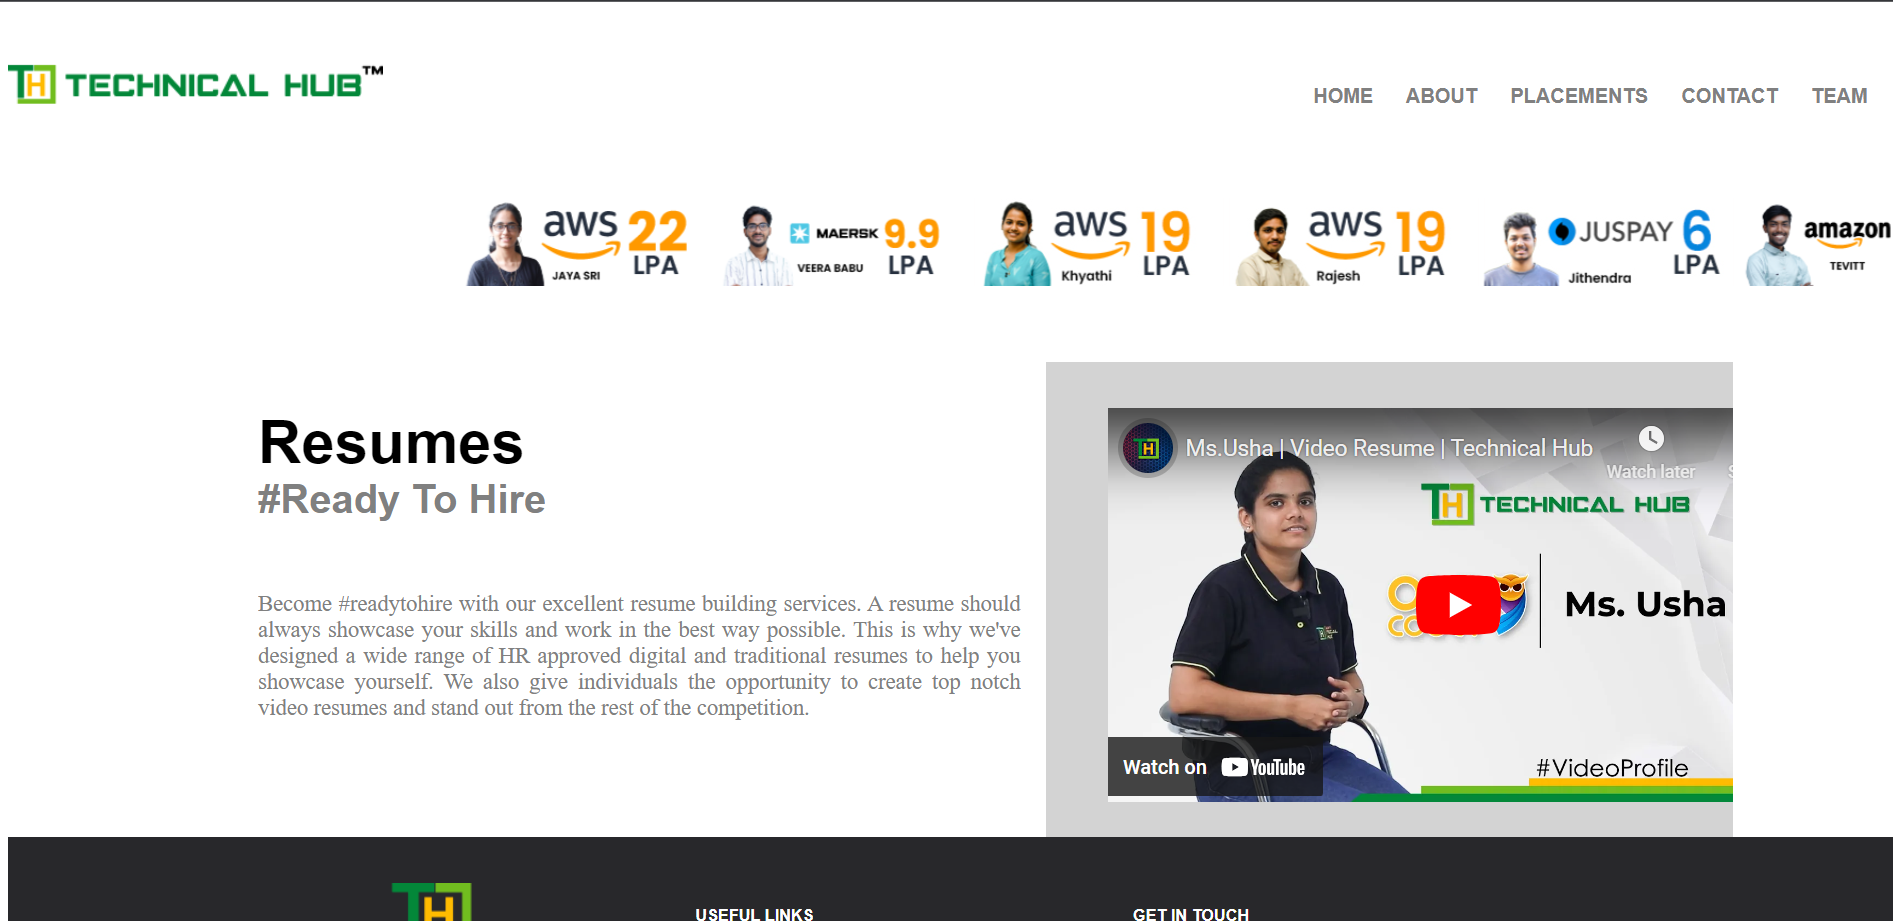 TH TECHNICAL HUB™
HOME ABOUT PLACEMENTS CONTACT TEAM
aws 22 LPA JAYA SRI
MAERSK 9.9 LPA VEERA BABU
aws 19 LPA Khyathi
aws 19 LPA Rajesh
JUSPAY 6 LPA Jithendra
amazon TEVITT
Resumes
#Ready To Hire
Become #readytohire with our excellent resume building services. A resume should
always showcase your skills and work in the best way possible. This is why we've
designed a wide range of HR approved digital and traditional resumes to help you
showcase yourself. We also give individuals the opportunity to create top notch
video resumes and stand out from the rest of the competition.
TH Ms.Usha | Video Resume | Technical Hub
Watch later
TH TECHNICAL HUB
Ms. Usha
Watch on YouTube
#VideoProfile
TH
USEFUL LINKS
GET IN TOUCH